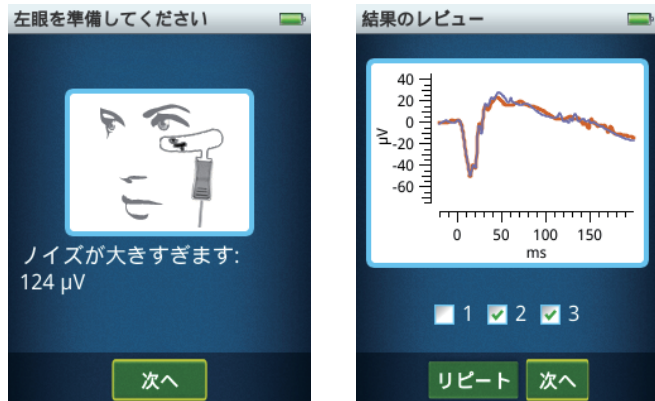 左眼を準備してください
ノイズが大きすぎます:
124 µV
次へ
結果のレビュー
40
20
0
-20
-40
-60
µV
0 50 100 150
ms
1 2 3
リピート 次へ